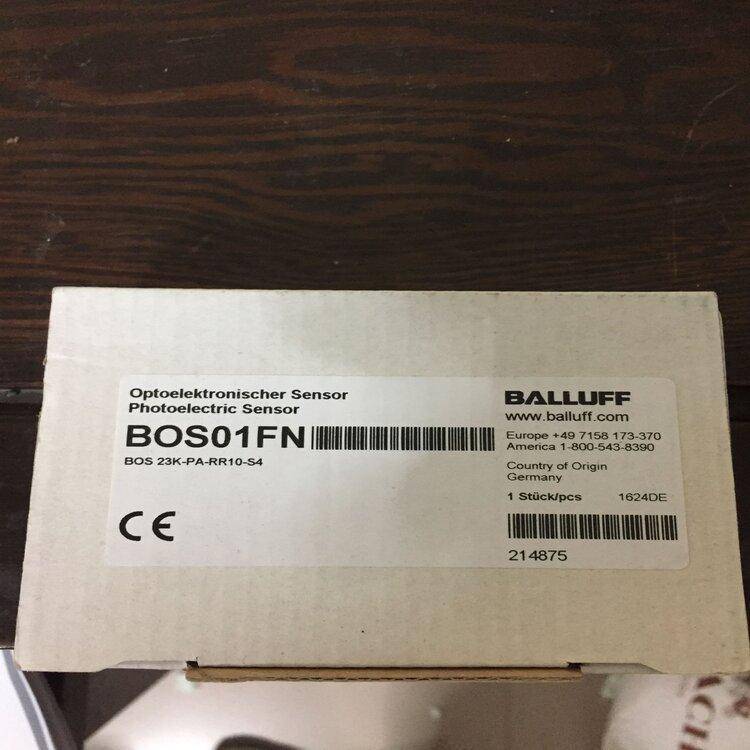 Optoelektronischer Sensor
Photoelectric Sensor
BOS01FN
BOS 23K-PA-RR10-S4
CE
BALLUFF
www.balluff.com
Europe +49 7158 173-370
America 1-800-543-8390
Country of Origin
Germany
1 Stück/pcs 1624DE
214875